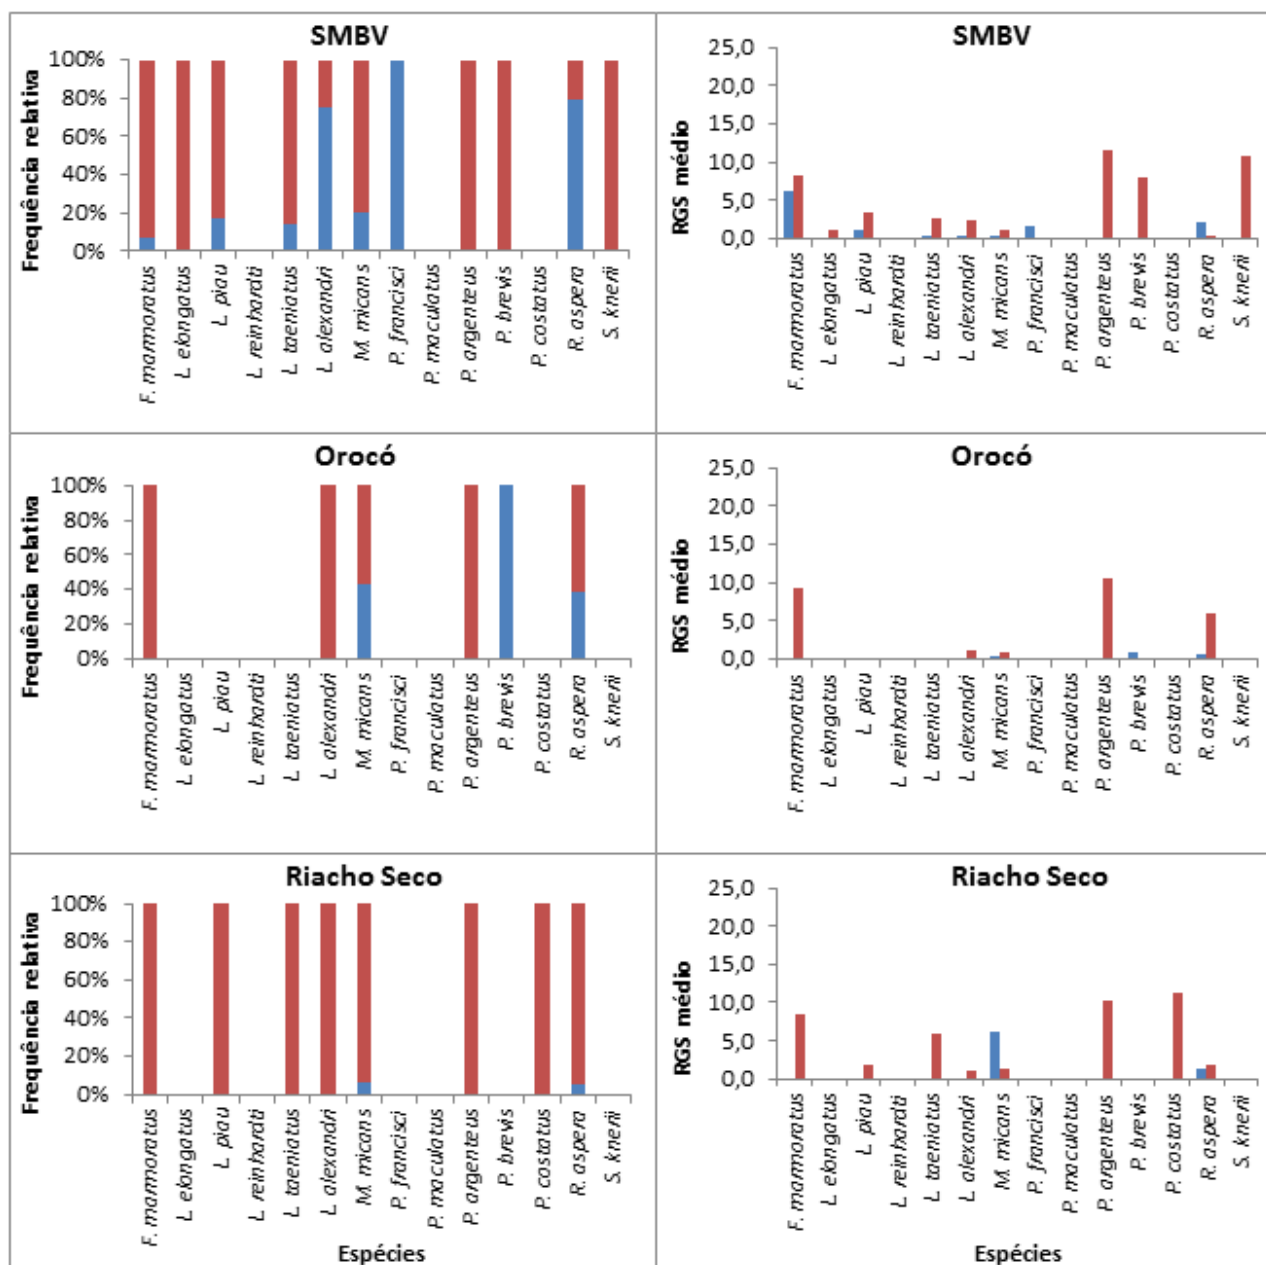 SMBV
Frequência relativa
100%
80%
60%
40%
20%
0%
F. marmoratus
L. elongatus
L. piau
L. reinhardti
L. taeniatus
L. alexandri
M. micans
P. francisci
P. maculatus
P. argenteus
P. brevis
P. costatus
R. aspera
S. knerii
SMBV
RGS médio
25,0
20,0
15,0
10,0
5,0
0,0
F. marmoratus
L. elongatus
L. piau
L. reinhardti
L. taeniatus
L. alexandri
M. micans
P. francisci
P. maculatus
P. argenteus
P. brevis
P. costatus
R. aspera
S. knerii
Orocó
Frequência relativa
100%
80%
60%
40%
20%
0%
F. marmoratus
L. elongatus
L. piau
L. reinhardti
L. taeniatus
L. alexandri
M. micans
P. francisci
P. maculatus
P. argenteus
P. brevis
P. costatus
R. aspera
S. knerii
Orocó
RGS médio
25,0
20,0
15,0
10,0
5,0
0,0
F. marmoratus
L. elongatus
L. piau
L. reinhardti
L. taeniatus
L. alexandri
M. micans
P. francisci
P. maculatus
P. argenteus
P. brevis
P. costatus
R. aspera
S. knerii
Riacho Seco
Frequência relativa
100%
80%
60%
40%
20%
0%
F. marmoratus
L. elongatus
L. piau
L. reinhardti
L. taeniatus
L. alexandri
M. micans
P. francisci
P. maculatus
P. argenteus
P. brevis
P. costatus
R. aspera
S. knerii
Espécies
Riacho Seco
RGS médio
25,0
20,0
15,0
10,0
5,0
0,0
F. marmoratus
L. elongatus
L. piau
L. reinhardti
L. taeniatus
L. alexandri
M. micans
P. francisci
P. maculatus
P. argenteus
P. brevis
P. costatus
R. aspera
S. knerii
Espécies